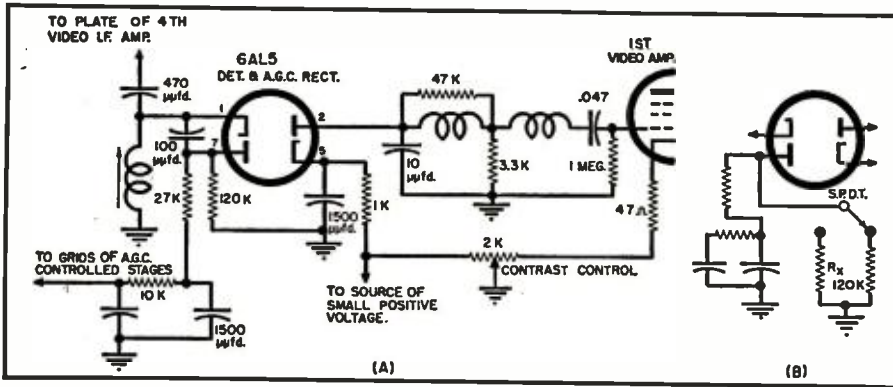 TO PLATE OF 4TH
VIDEO I.F. AMP.
6AL5
DET. & A.G.C. RECT.
1ST
VIDEO AMP.
470
μμfd.
1
2
47 K
.047
100
μμfd.
7
5
10
μμfd.
3.3K
1 MEG.
27K
120K
1500
μμfd.
1K
47Ω
S.P.D.T.
TO GRIDS OF A.G.C.
CONTROLLED STAGES
2K
CONTRAST CONTROL
10K
1500
μμfd.
TO SOURCE OF
SMALL POSITIVE
VOLTAGE.
Rx
120K
(A)
(B)